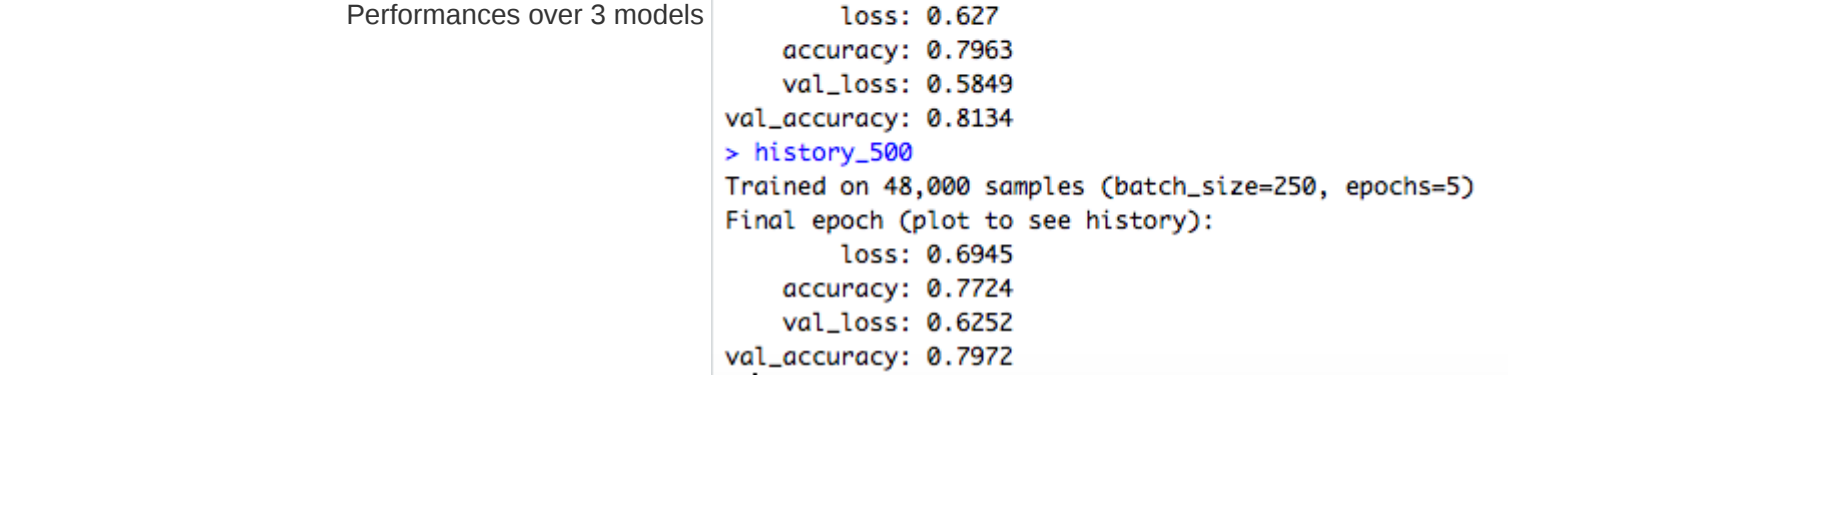 Performances over 3 models
loss: 0.627
accuracy: 0.7963
val_loss: 0.5849
val_accuracy: 0.8134
> history_500
Trained on 48,000 samples (batch_size=250, epochs=5)
Final epoch (plot to see history):
loss: 0.6945
accuracy: 0.7724
val_loss: 0.6252
val_accuracy: 0.7972